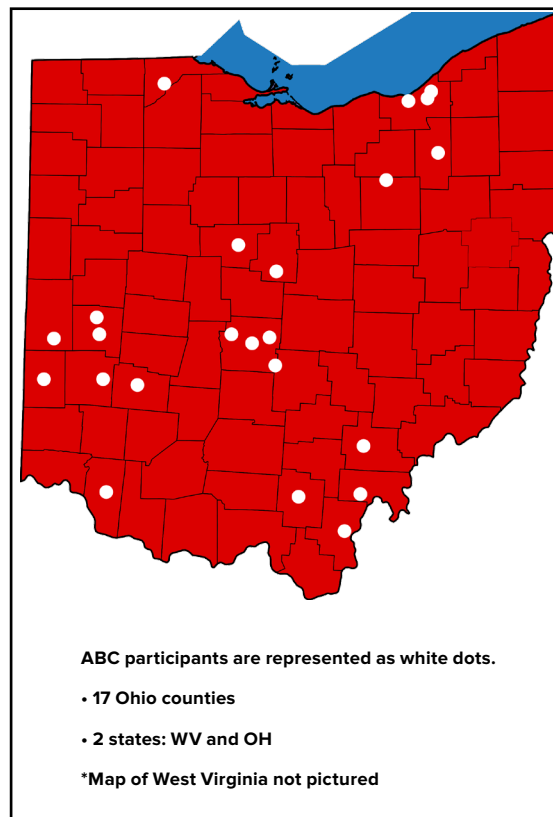 ABC participants are represented as white dots.
• 17 Ohio counties
• 2 states: WV and OH
*Map of West Virginia not pictured